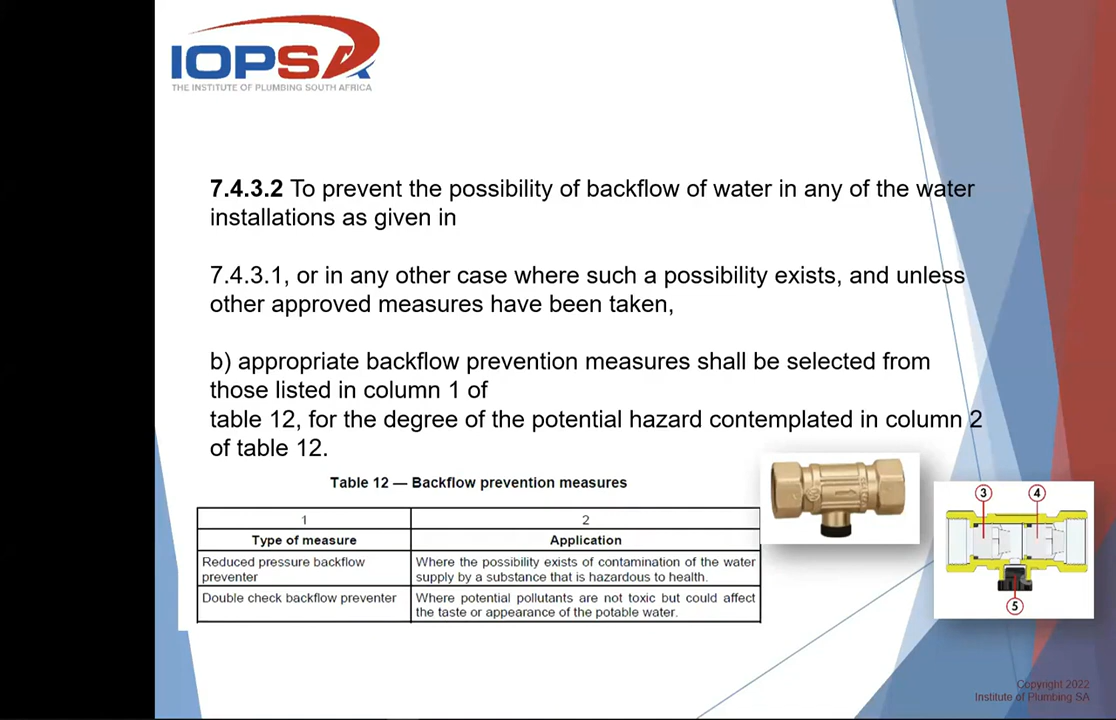 IOPSA
THE INSTITUTE OF PLUMBING SOUTH AFRICA
7.4.3.2 To prevent the possibility of backflow of water in any of the water
installations as given in
7.4.3.1, or in any other case where such a possibility exists, and unless
other approved measures have been taken,
b) appropriate backflow prevention measures shall be selected from
those listed in column 1 of
table 12, for the degree of the potential hazard contemplated in column 2
of table 12.
Table 12 — Backflow prevention measures
1 2
Type of measure Application
Reduced pressure backflow preventer Where the possibility exists of contamination of the water
supply by a substance that is hazardous to health.
Double check backflow preventer Where potential pollutants are not toxic but could affect
the taste or appearance of the potable water.
3 4
5
Copyright 2022
Institute of Plumbing SA